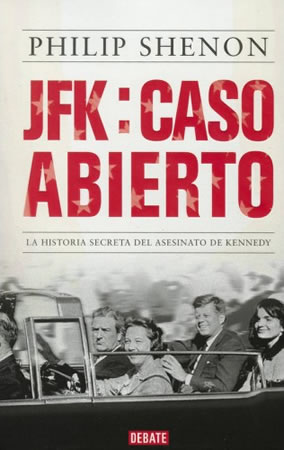 PHILIP SHENON
JFK: CASO
ABIERTO
LA HISTORIA SECRETA DEL ASESINATO DE KENNEDY
DEBATE